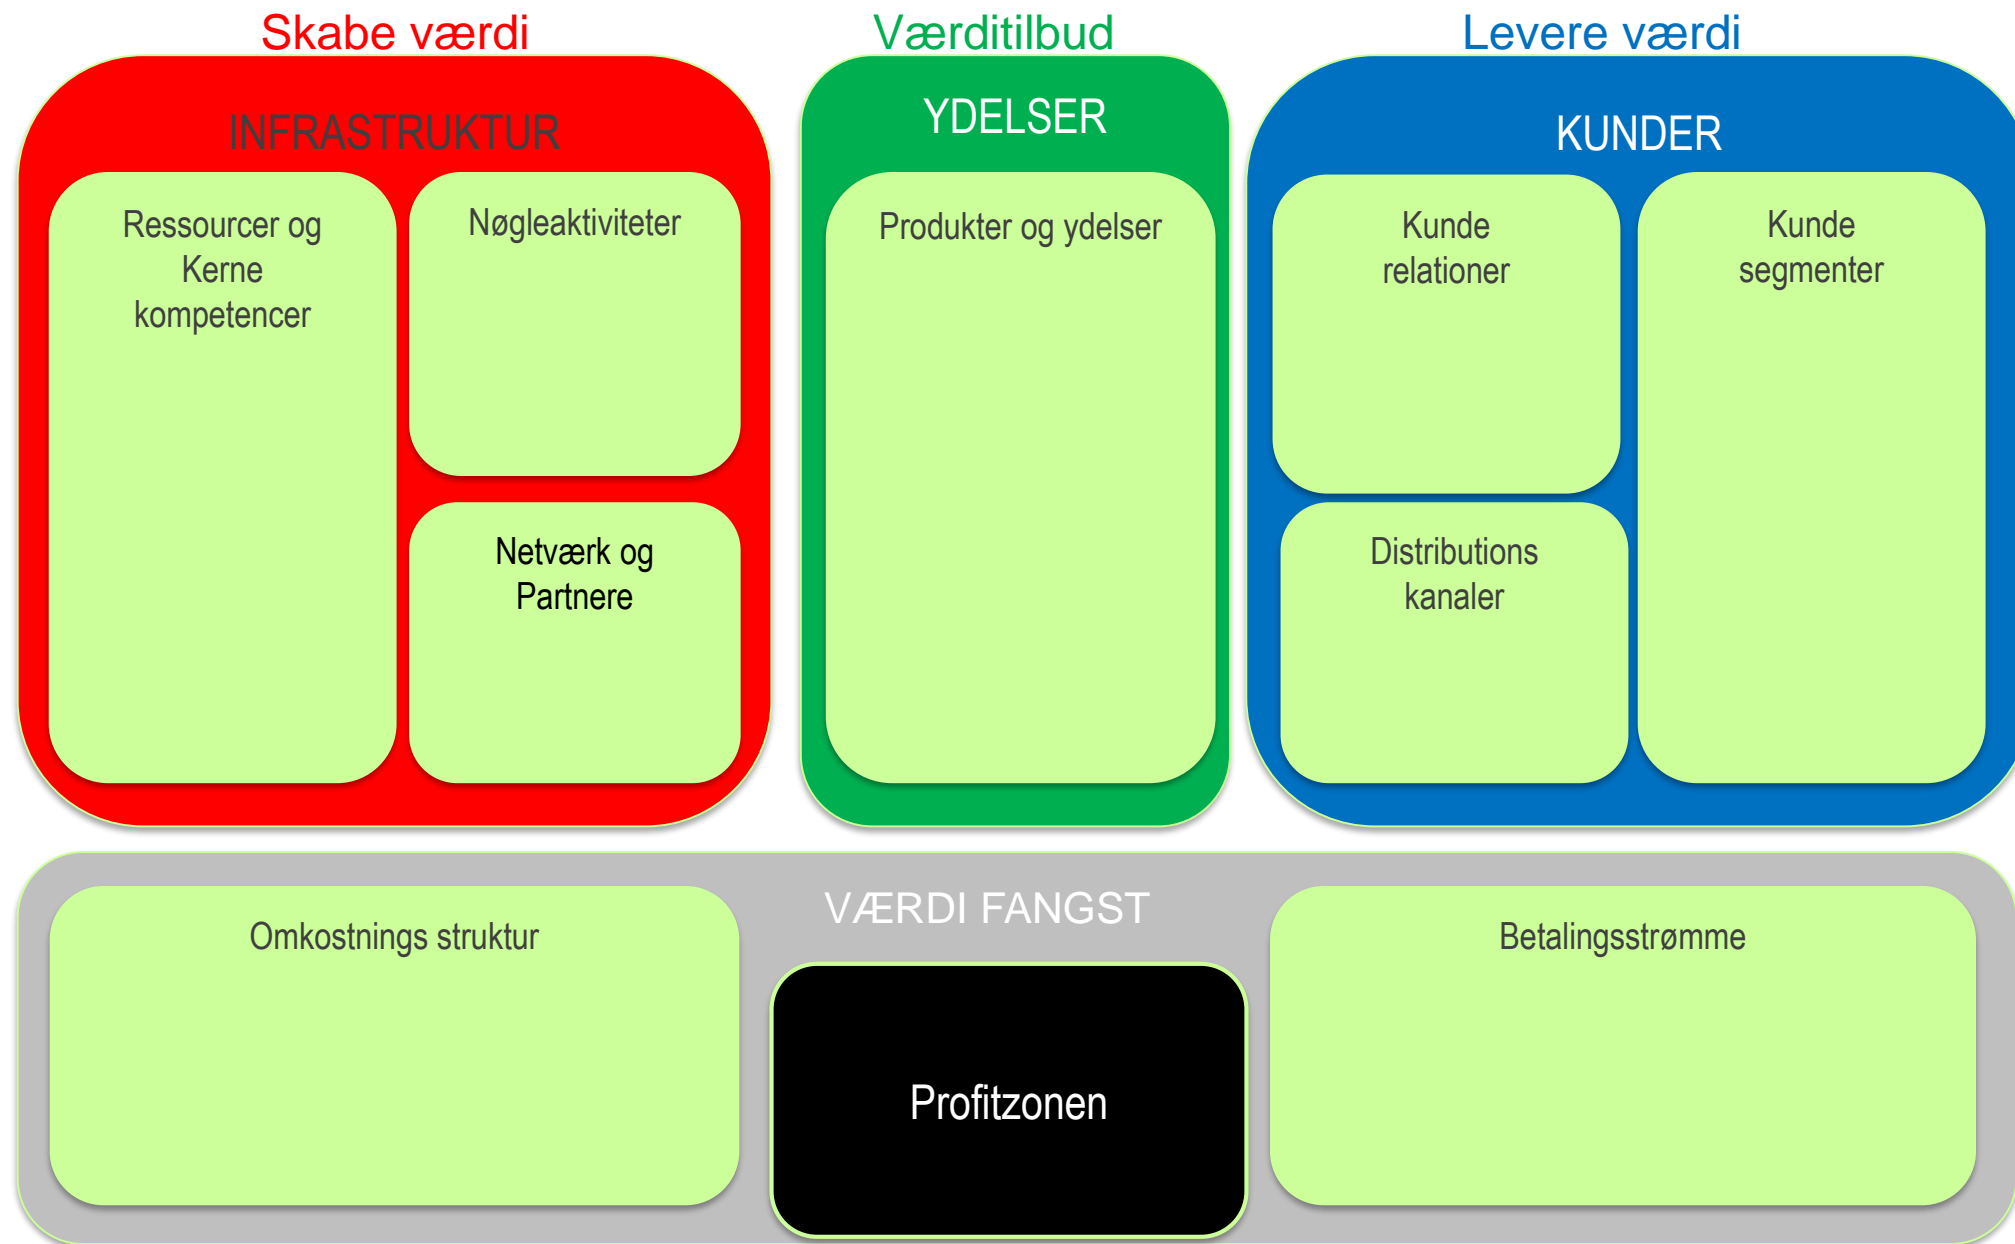 Skabe værdi
Værditilbud
Levere værdi
INFRASTRUKTUR
Ressourcer og
Kerne
kompetencer
Nøgleaktiviteter
Netværk og
Partnere
YDELSER
Produkter og ydelser
KUNDER
Kunde
relationer
Kunde
segmenter
Distributions
kanaler
VÆRDI FANGST
Omkostnings struktur
Profitzonen
Betalingsstrømme